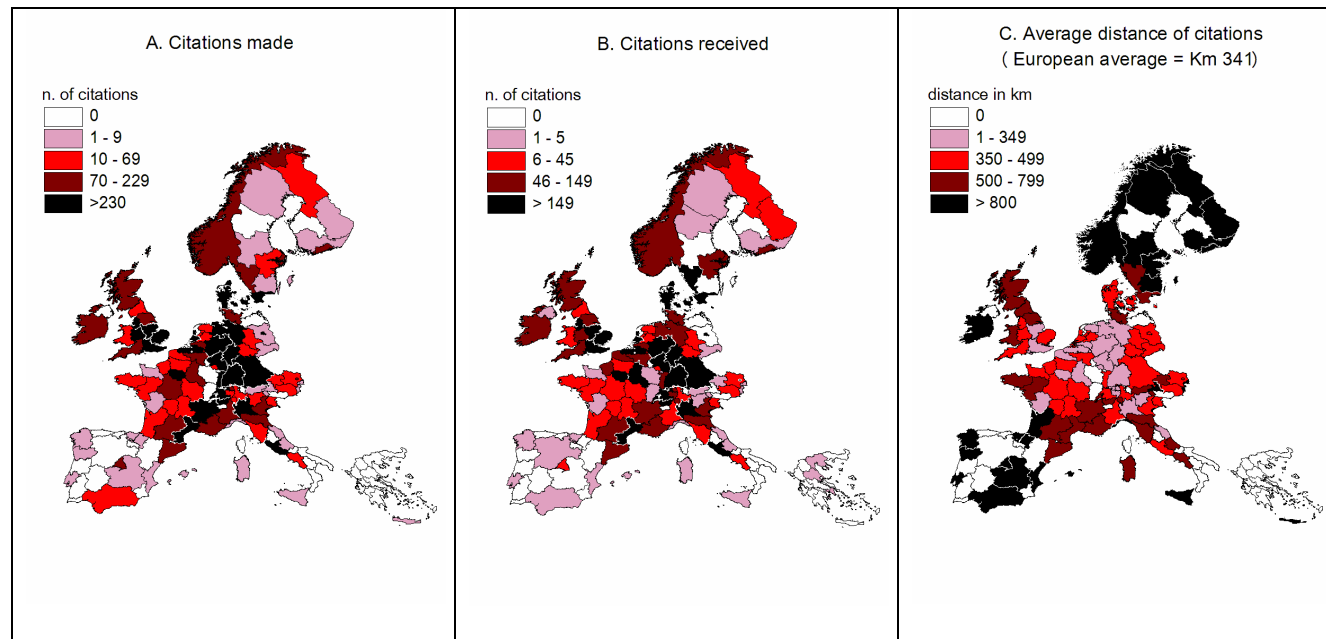 A. Citations made
n. of citations
0
1 - 9
10 - 69
70 - 229
>230
B. Citations received
n. of citations
0
1 - 5
6 - 45
46 - 149
> 149
C. Average distance of citations
( European average = Km 341)
distance in km
0
1 - 349
350 - 499
500 - 799
> 800